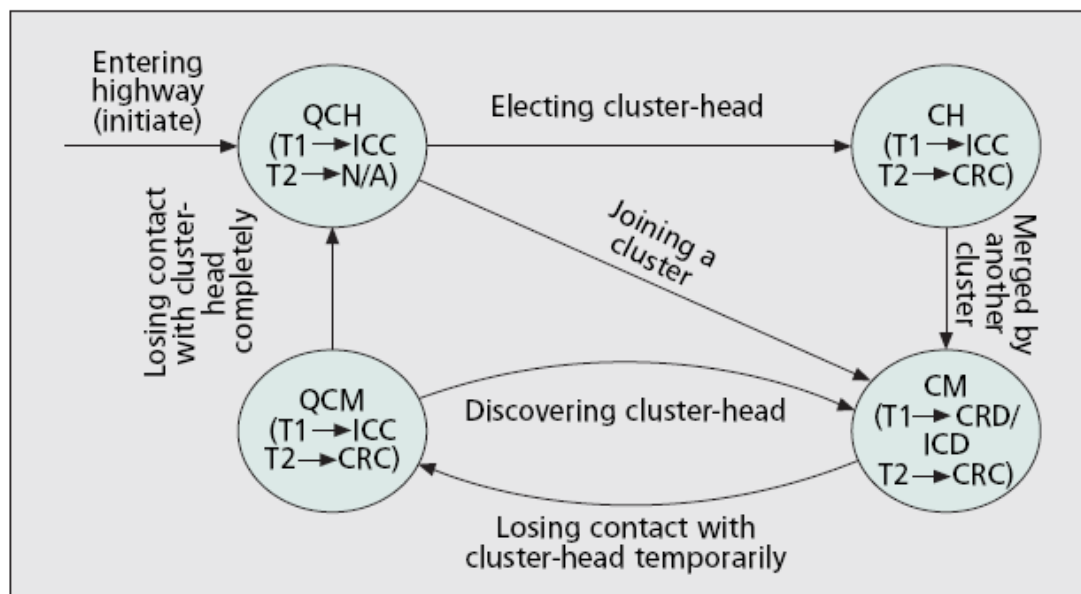 Entering
highway
(initiate)
QCH
(T1→ICC
T2→N/A)
Electing cluster-head
CH
(T1→ICC
T2→CRC)
Losing contact
with cluster-
head
completely
Joining a
cluster
Merged by
another
cluster
QCM
(T1→ICC
T2→CRC)
Discovering cluster-head
CM
(T1→CRD/
ICD
T2→CRC)
Losing contact with
cluster-head temporarily